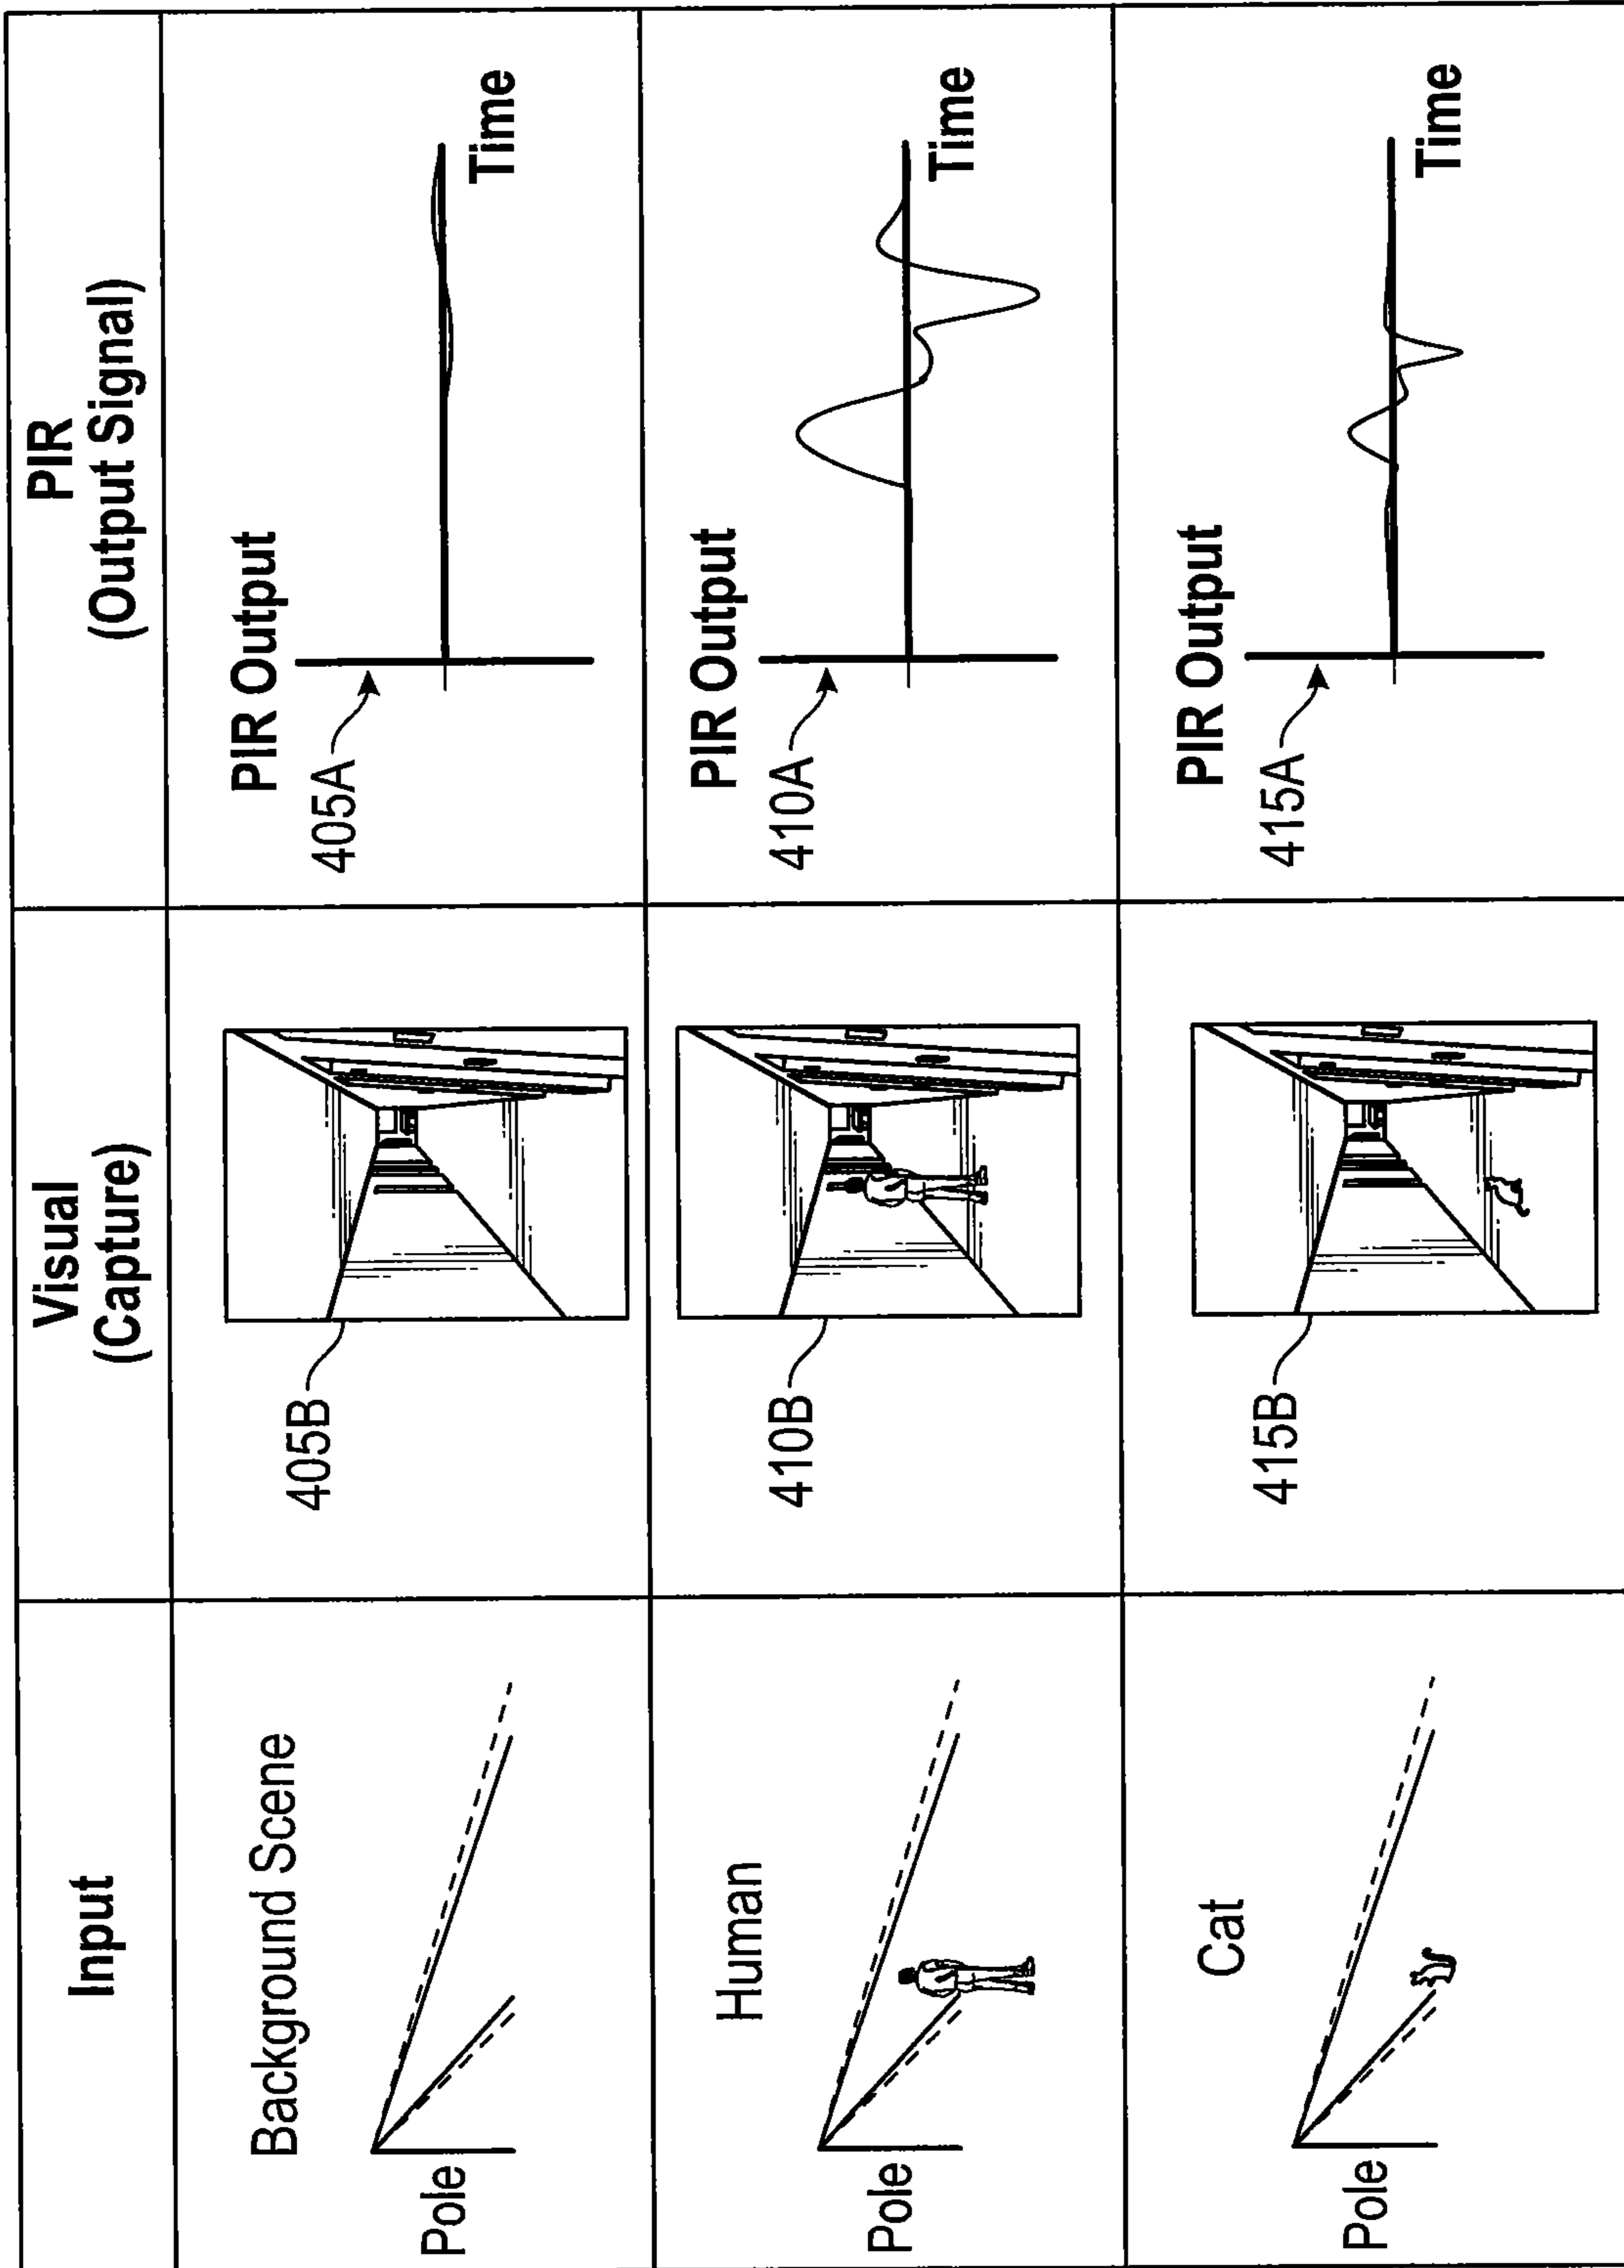 Input
Visual
(Capture)
PIR
(Output Signal)
Background Scene
Pole
405B
PIR Output
405A
Time
Human
Pole
410B
PIR Output
410A
Time
Cat
Pole
415B
PIR Output
415A
Time